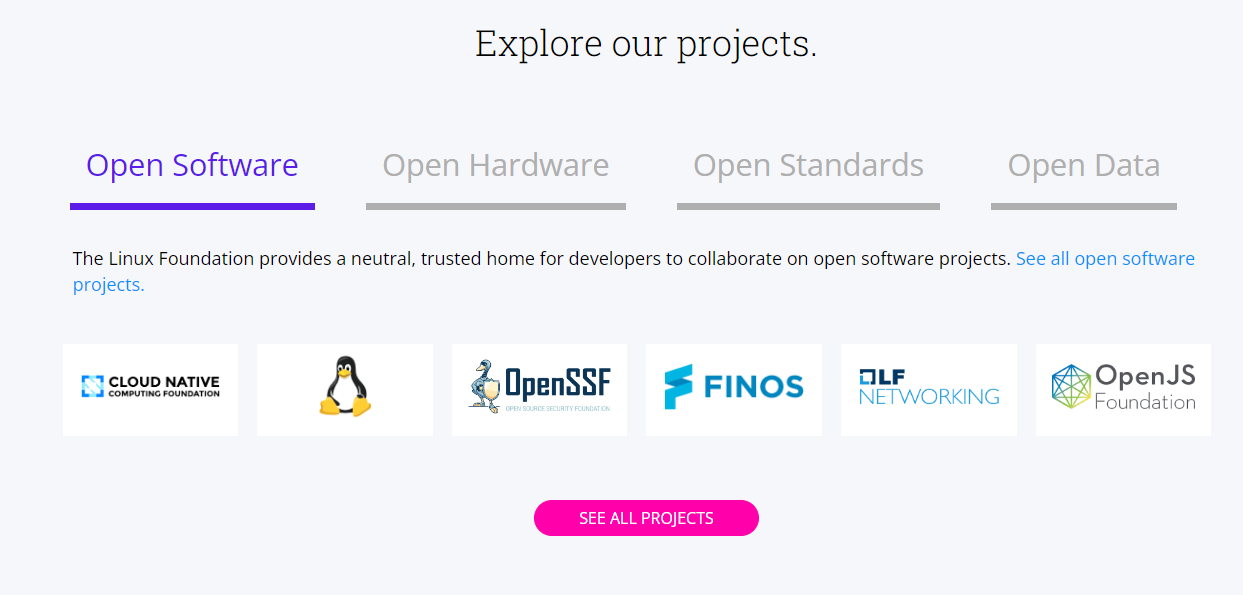 Explore our projects.
Open Software
Open Hardware
Open Standards
Open Data
The Linux Foundation provides a neutral, trusted home for developers to collaborate on open software projects. See all open software
projects.
CLOUD NATIVE
COMPUTING FOUNDATION
OpenSSF
OPEN SOURCE SECURITY FOUNDATION
FINOS
LF
NETWORKING
OpenJS
Foundation
SEE ALL PROJECTS